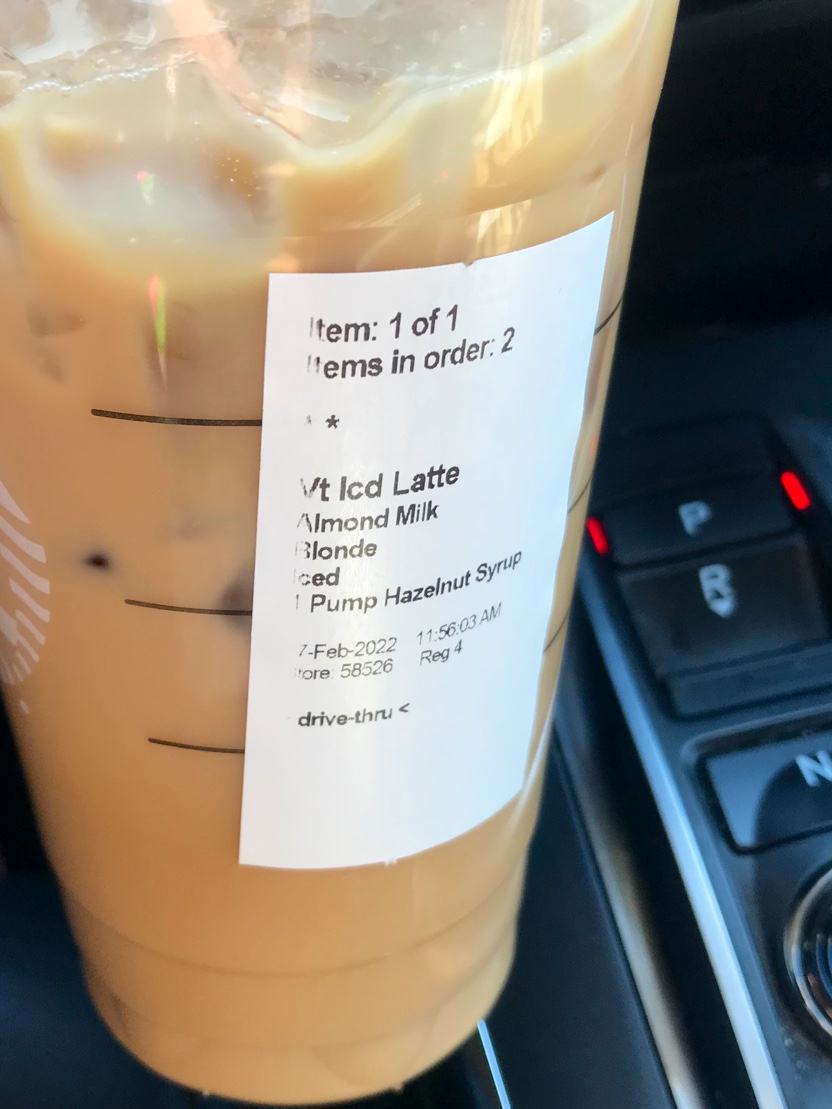 Item: 1 of 1
Items in order: 2
* *
Vt Icd Latte
Almond Milk
Blonde
Iced
1 Pump Hazelnut Syrup
7-Feb-2022 11:56:03 AM
Store: 58526 Reg 4
drive-thru <
P
R
N